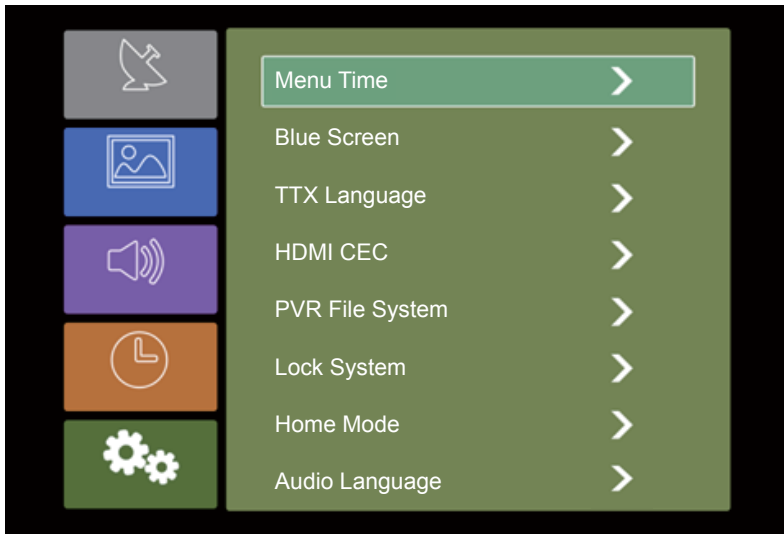 Menu Time
Blue Screen
TTX Language
HDMI CEC
PVR File System
Lock System
Home Mode
Audio Language